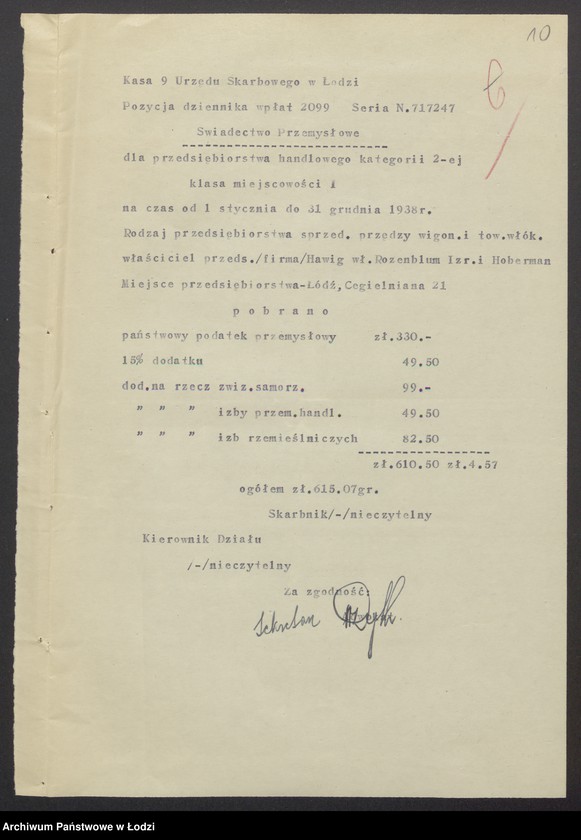 10
6
Kasa 9 Urzędu Skarbowego w Łodzi
Pozycja dziennika wpłat 2099 Seria N.717247
Swiadectwo Przemysłowe
dla przedsiębiorstwa handlowego kategorii 2-ej
klasa miejscowości I
na czas od 1 stycznia do 31 grudnia 1938r.
Rodzaj przedsiębiorstwa sprzed. przędzy wigon.i tow.włók.
właściciel przeds./firma/Hawig wł.Rozenblum Izr.i Hoberman
Miejsce przedsiębiorstwa-Łódź,Cegielniana 21
p o b r a n o
państwowy podatek przemysłowy zł.330.-
15% dodatku 49.50
dod.na rzecz zwiz.samorz. 99.-
" " " izby przem.handl. 49.50
" " " izb rzemieślniczych 82.50
zł.610.50 zł.4.57
ogółem zł.615.07gr.
Skarbnik/-/nieczytelny
Kierownik Działu
/-/nieczytelny
Za zgodność:
Sekretarz
Archiwum Państwowe w Łodzi